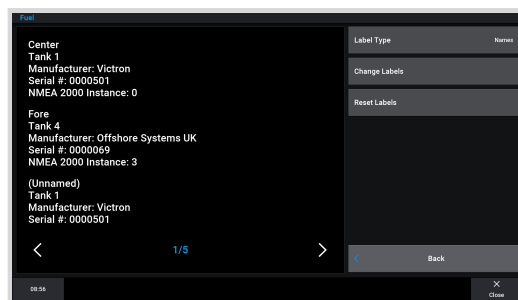 Fuel
Center
Tank 1
Manufacturer: Victron
Serial #: 0000501
NMEA 2000 Instance: 0
Fore
Tank 4
Manufacturer: Offshore Systems UK
Serial #: 0000069
NMEA 2000 Instance: 3
(Unnamed)
Tank 1
Manufacturer: Victron
Serial #: 0000501
1/5
Label Type Names
Change Labels
Reset Labels
Back
08:56
Close